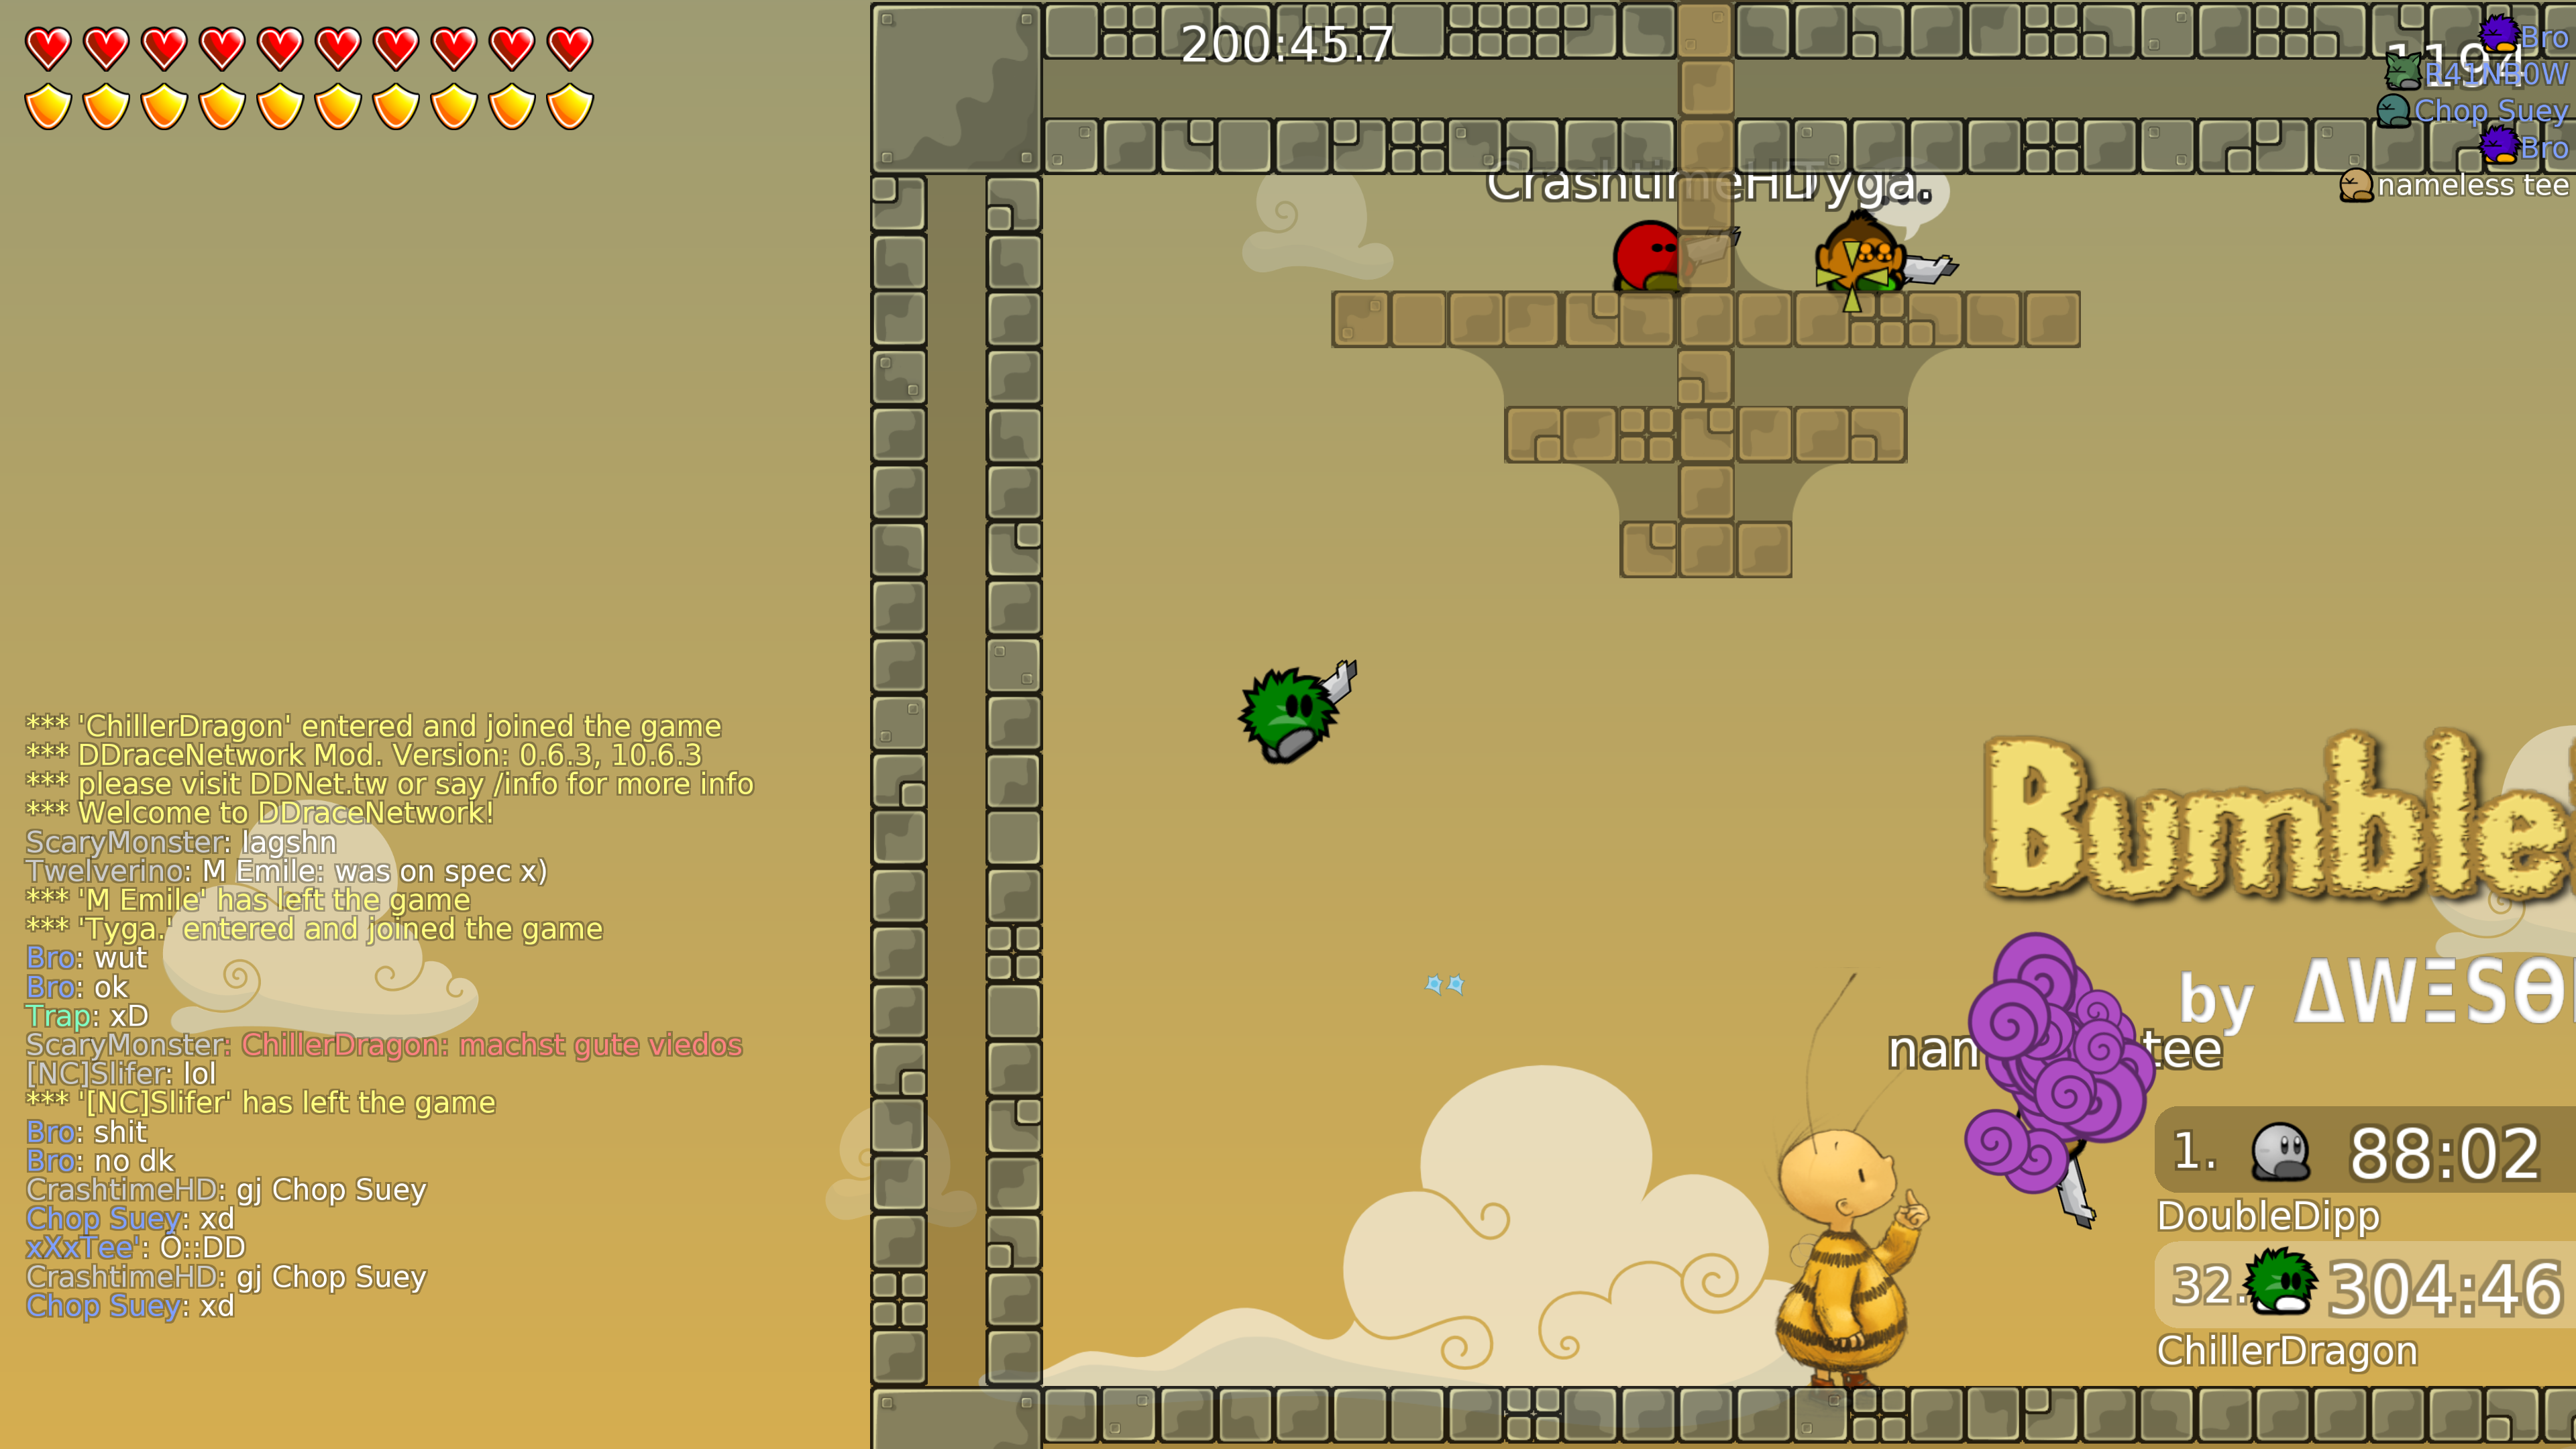 200:45.7
Bro
R41NB0W
Chop Suey
Bro
nameless tee
CrashtimeHD
Tyga.
*** 'ChillerDragon' entered and joined the game
*** DDraceNetwork Mod. Version: 0.6.3, 10.6.3
*** please visit DDNet.tw or say /info for more info
*** Welcome to DDraceNetwork!
ScaryMonster: lagshn
Twelverino: M Emile: was on spec x)
*** 'M Emile' has left the game
*** 'Tyga.' entered and joined the game
Bro: wut
Bro: ok
Trap: xD
ScaryMonster: ChillerDragon: machst gute viedos
[NC]Slifer: lol
*** '[NC]Slifer' has left the game
Bro: shit
Bro: no dk
CrashtimeHD: gj Chop Suey
Chop Suey: xd
xXxTee': O::DD
CrashtimeHD: gj Chop Suey
Chop Suey: xd
Bumble
by ΔWΞSΘ
tee
1. 88:02
DoubleDipp
32. 304:46
ChillerDragon